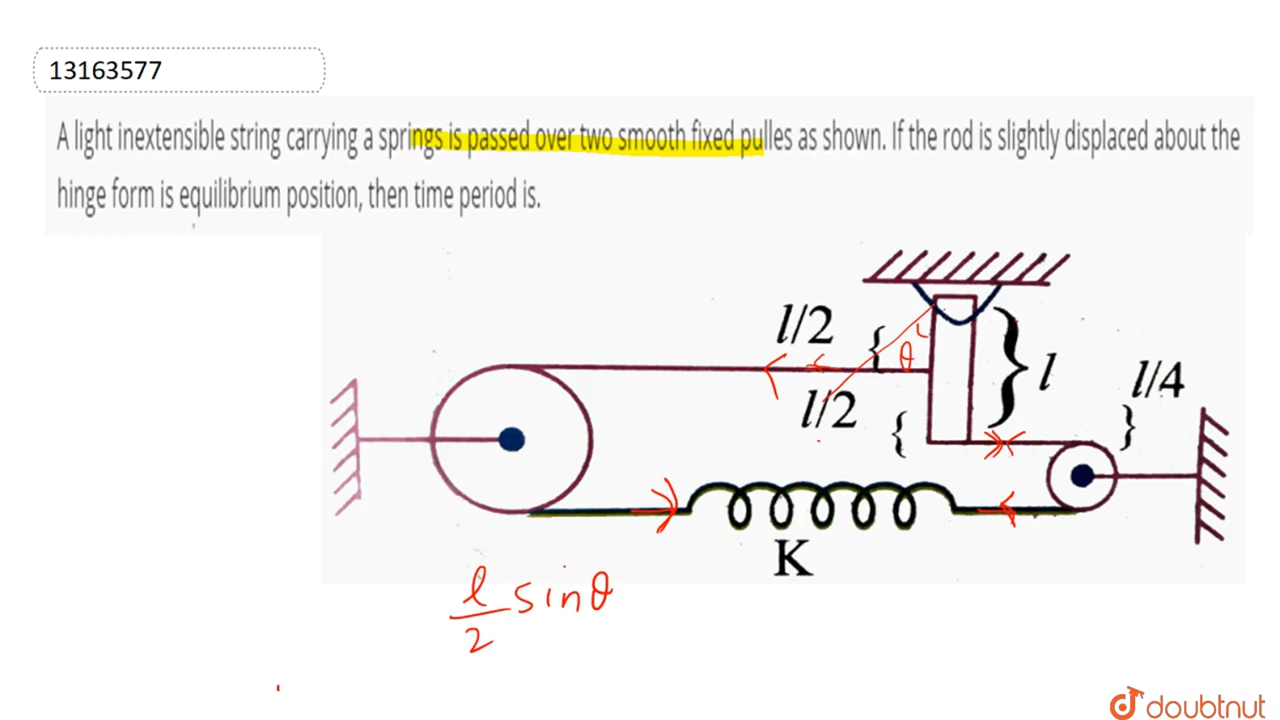 13163577
A light inextensible string carrying a springs is passed over two smooth fixed pulles as shown. If the rod is slightly displaced about the
hinge form is equilibrium position, then time period is.
l/2
θ
l
l/4
l/2
K
l/2 sinθ
doubtnut